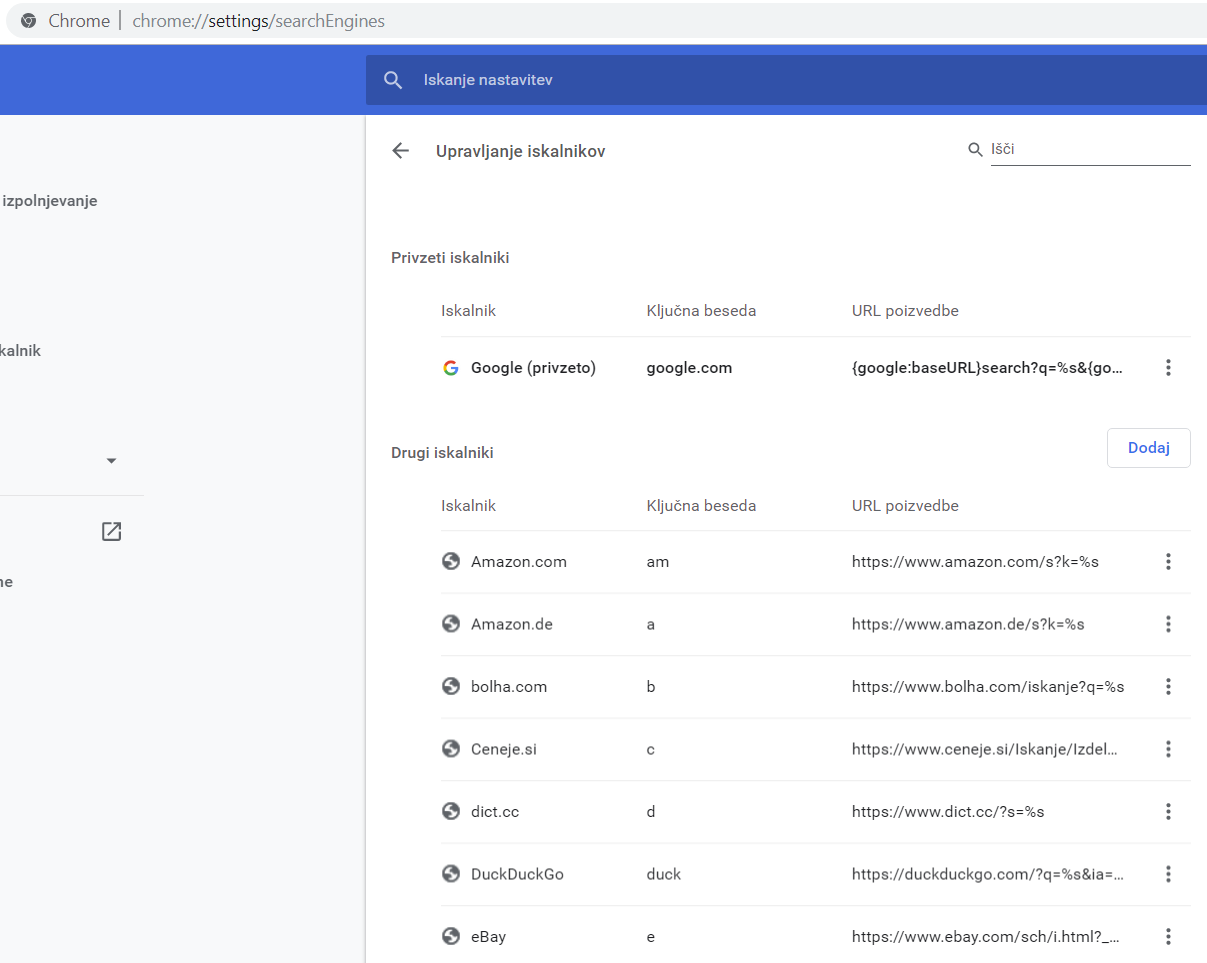 Chrome | chrome://settings/searchEngines
Iskanje nastavitev
Upravljanje iskalnikov
Išči
izpolnjevanje
Privzeti iskalniki
Iskalnik Ključna beseda URL poizvedbe
kalnik
Google (privzeto) google.com {google:baseURL}search?q=%s&{go...
Drugi iskalniki
Dodaj
Iskalnik Ključna beseda URL poizvedbe
Amazon.com am https://www.amazon.com/s?k=%s
ne
Amazon.de a https://www.amazon.de/s?k=%s
bolha.com b https://www.bolha.com/iskanje?q=%s
Ceneje.si c https://www.ceneje.si/Iskanje/Izdel...
dict.cc d https://www.dict.cc/?s=%s
DuckDuckGo duck https://duckduckgo.com/?q=%s&ia=...
eBay e https://www.ebay.com/sch/i.html?_...